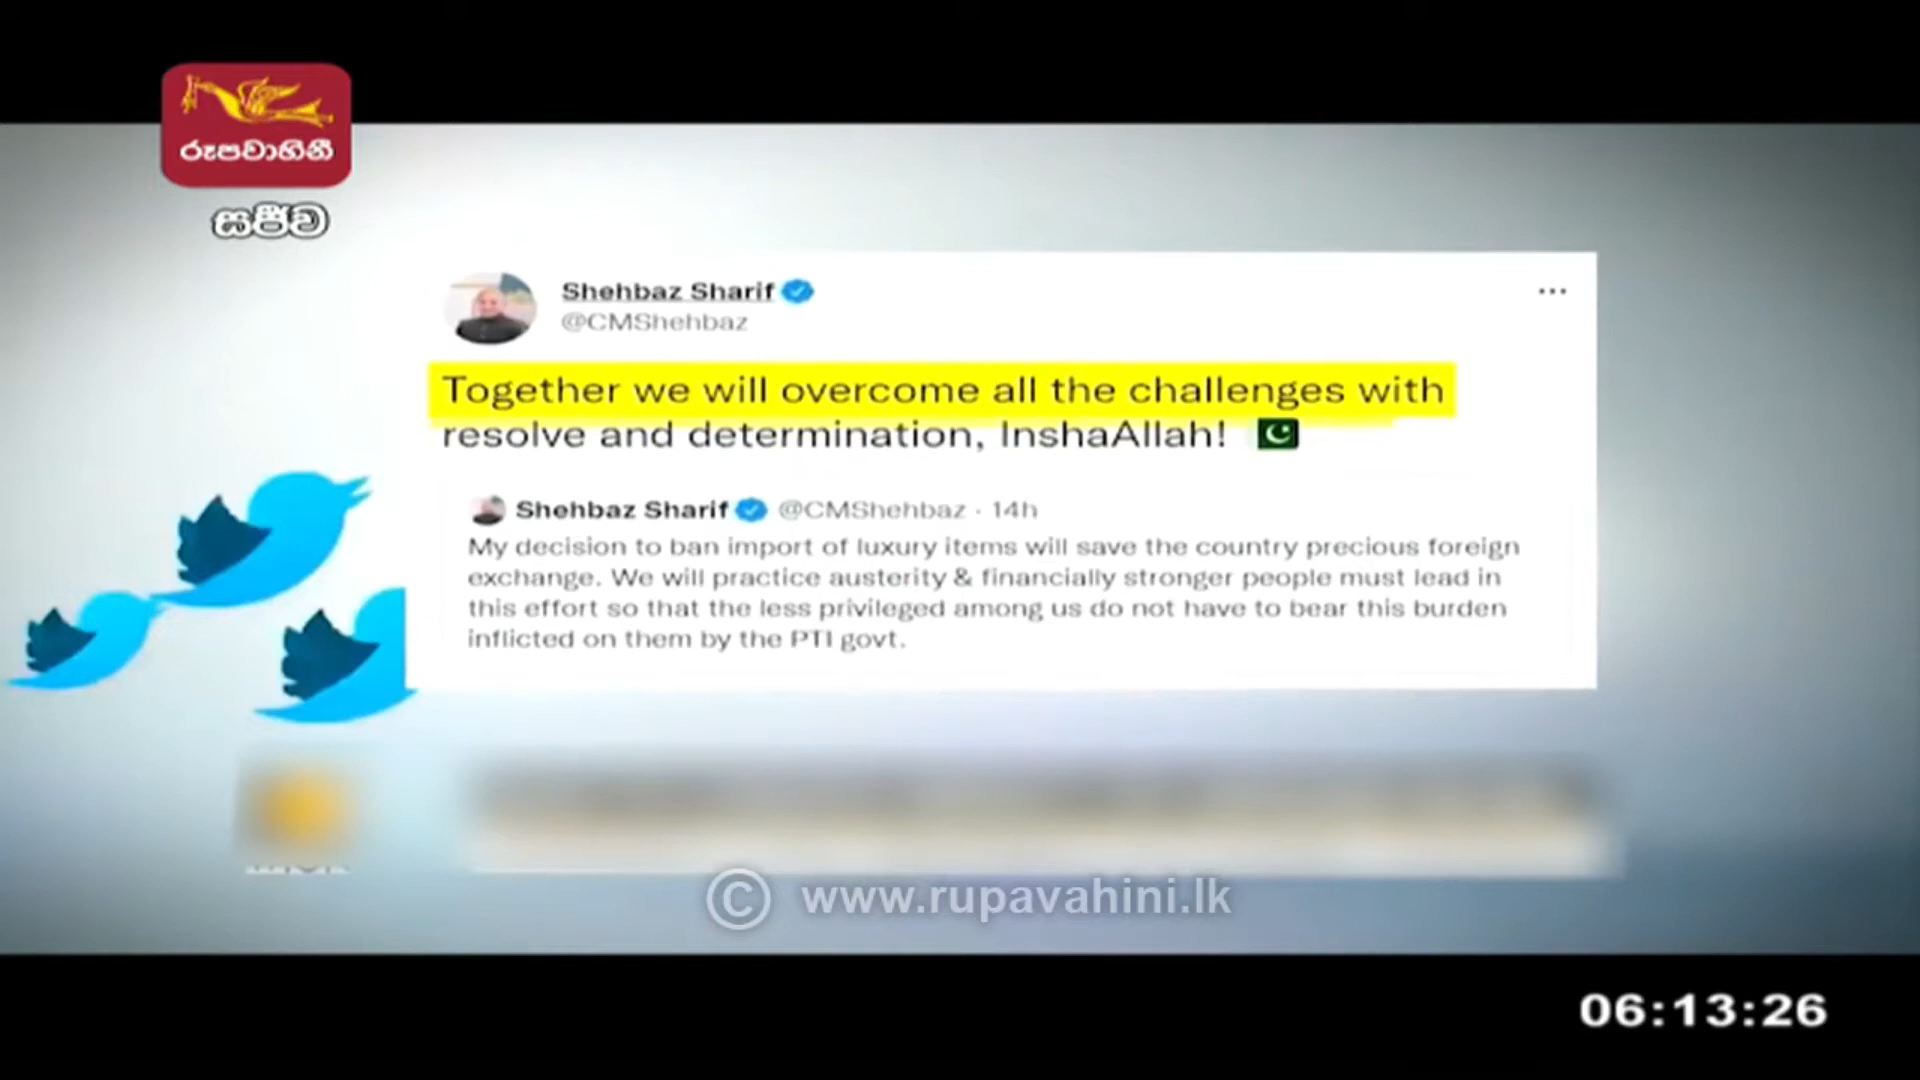 රූපවාහිනී
සජීව
Shehbaz Sharif
@CMShehbaz
Together we will overcome all the challenges with
resolve and determination, InshaAllah!
Shehbaz Sharif @CMShehbaz · 14h
My decision to ban import of luxury items will save the country precious foreign
exchange. We will practice austerity & financially stronger people must lead in
this effort so that the less privileged among us do not have to bear this burden
inflicted on them by the PTI govt.
© www.rupavahini.lk
06:13:26